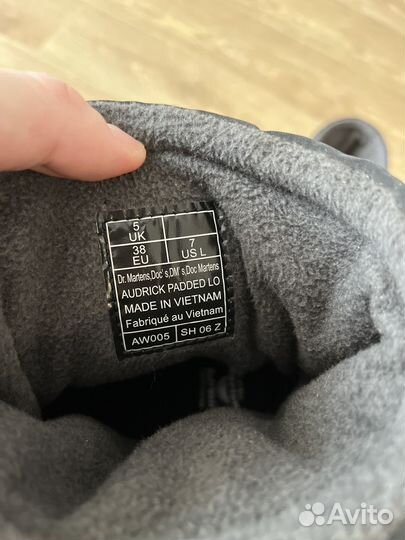 5
UK
38
EU
7
US L
Dr. Martens,Doc' s,DM' s,Doc Martens
AUDRICK PADDED LO
MADE IN VIETNAM
Fabriqué au Vietnam
AW005 SH 06 Z
Avito